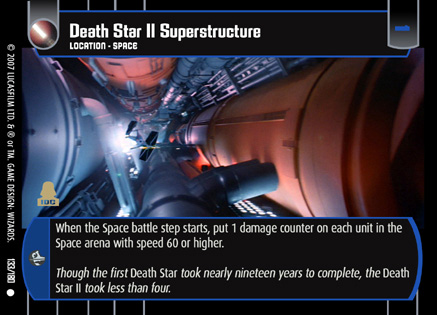 Death Star II Superstructure
LOCATION - SPACE
When the Space battle step starts, put 1 damage counter on each unit in the
Space arena with speed 60 or higher.
Though the first Death Star took nearly nineteen years to complete, the Death
Star II took less than four.
© 2007 LUCASFILM LTD. & ® or TM. GAME DESIGN: WIZARDS.
133/180